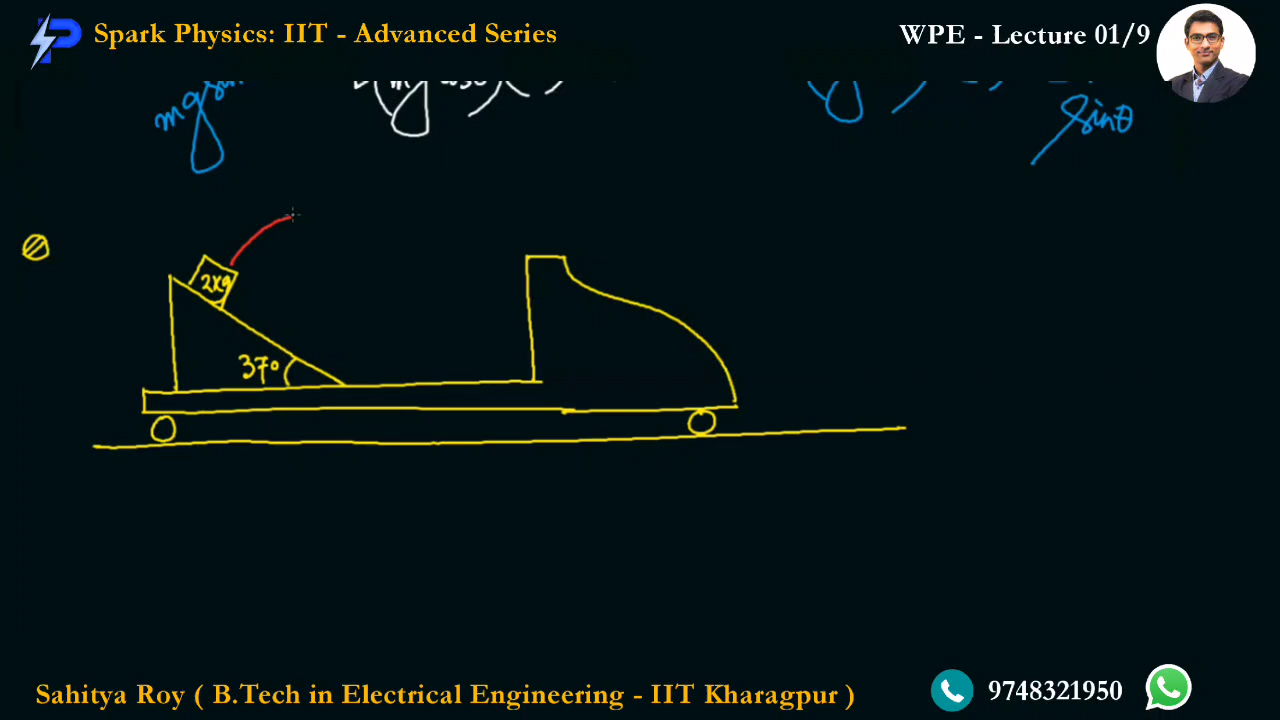 Spark Physics: IIT - Advanced Series
WPE - Lecture 01/9
sinθ
2kg
37°
Sahitya Roy ( B.Tech in Electrical Engineering - IIT Kharagpur )
9748321950